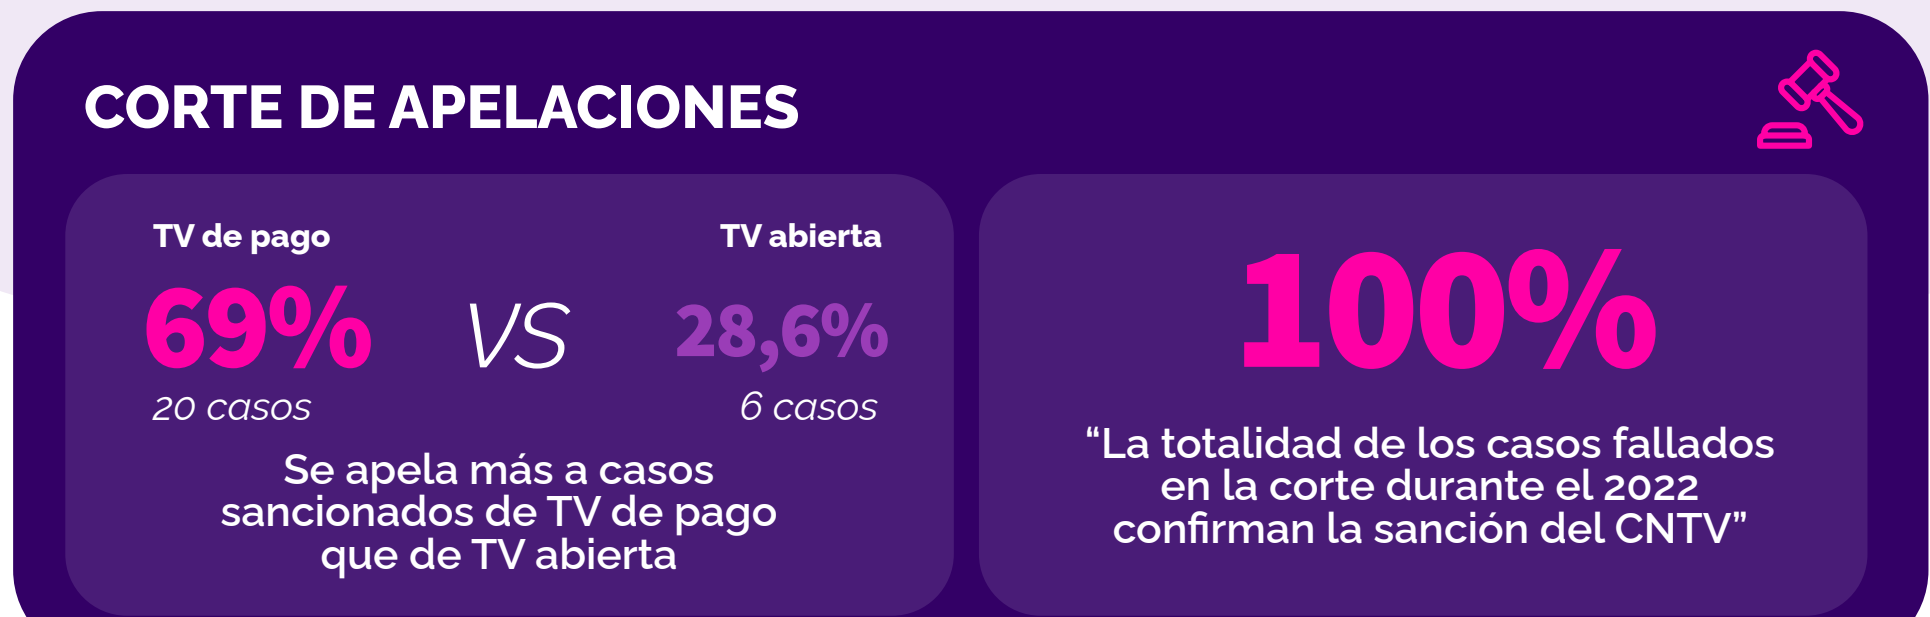 CORTE DE APELACIONES
TV de pago
69%
20 casos
VS
TV abierta
28,6%
6 casos
Se apela más a casos
sancionados de TV de pago
que de TV abierta
100%
“La totalidad de los casos fallados
en la corte durante el 2022
confirman la sanción del CNTV”